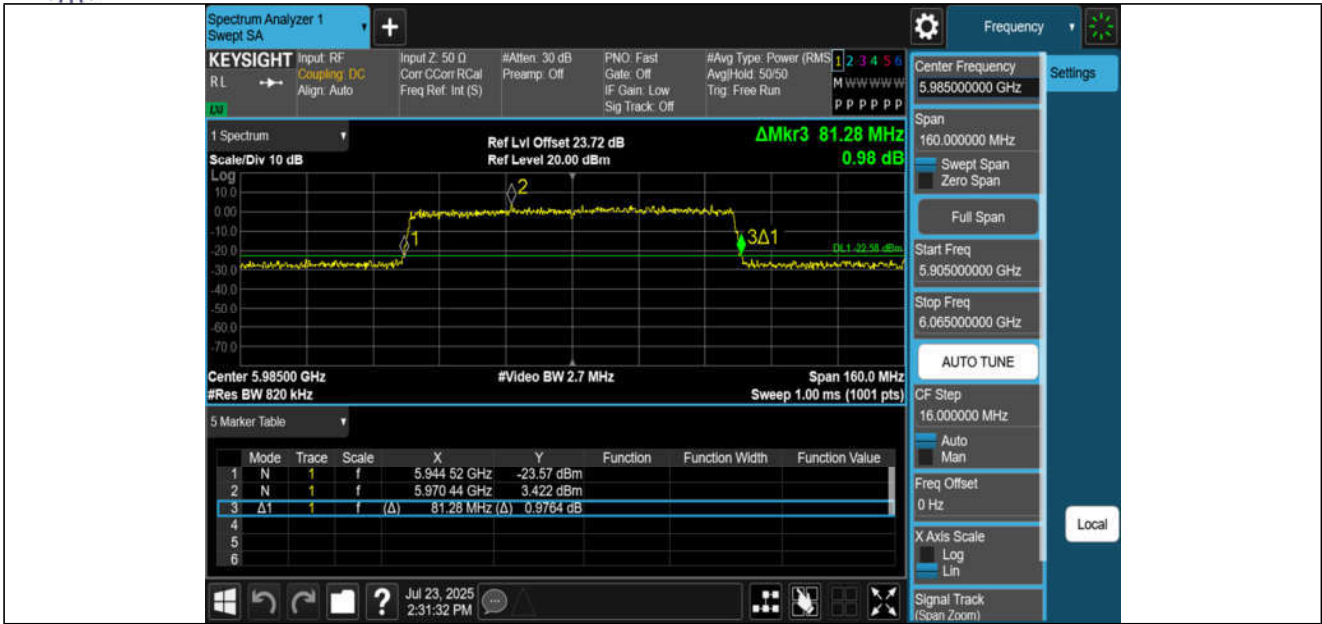 Spectrum Analyzer 1
Swept SA
+
Frequency
KEYSIGHT
RL
LXI
Input: RF
Coupling: DC
Align: Auto
Input Z: 50 Ω
Corr CCorr RCal
Freq Ref: Int (S)
#Atten: 30 dB
Preamp: Off
PNO: Fast
Gate: Off
IF Gain: Low
Sig Track: Off
#Avg Type: Power (RMS
Avg|Hold: 50/50
Trig: Free Run
1 2 3 4 5 6
M W W W W W
P P P P P P
1 Spectrum
Scale/Div 10 dB
Ref Lvl Offset 23.72 dB
Ref Level 20.00 dBm
ΔMkr3 81.28 MHz
0.98 dB
Log
10.0
0.00
-10.0
-20.0
-30.0
-40.0
-50.0
-60.0
-70.0
2
1
3Δ1
DL1 -22.58 dBm
Center 5.98500 GHz
#Res BW 820 kHz
#Video BW 2.7 MHz
Span 160.0 MHz
Sweep 1.00 ms (1001 pts)
5 Marker Table
Mode Trace Scale X Y Function Function Width Function Value
1 N 1 f 5.944 52 GHz -23.57 dBm
2 N 1 f 5.970 44 GHz 3.422 dBm
3 Δ1 1 f (Δ) 81.28 MHz (Δ) 0.9764 dB
4
5
6
?
Jul 23, 2025
2:31:32 PM
Center Frequency
5.985000000 GHz
Span
160.000000 MHz
Swept Span
Zero Span
Full Span
Start Freq
5.905000000 GHz
Stop Freq
6.065000000 GHz
AUTO TUNE
CF Step
16.000000 MHz
Auto
Man
Freq Offset
0 Hz
X Axis Scale
Log
Lin
Signal Track
(Span Zoom)
Settings
Local